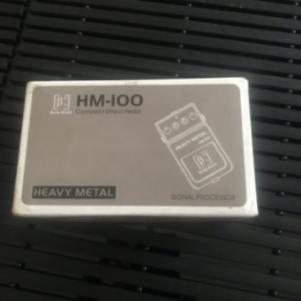 HM-100
Compact Effect Pedal
HEAVY METAL
HEAVY METAL
SIGNAL PROCESSOR